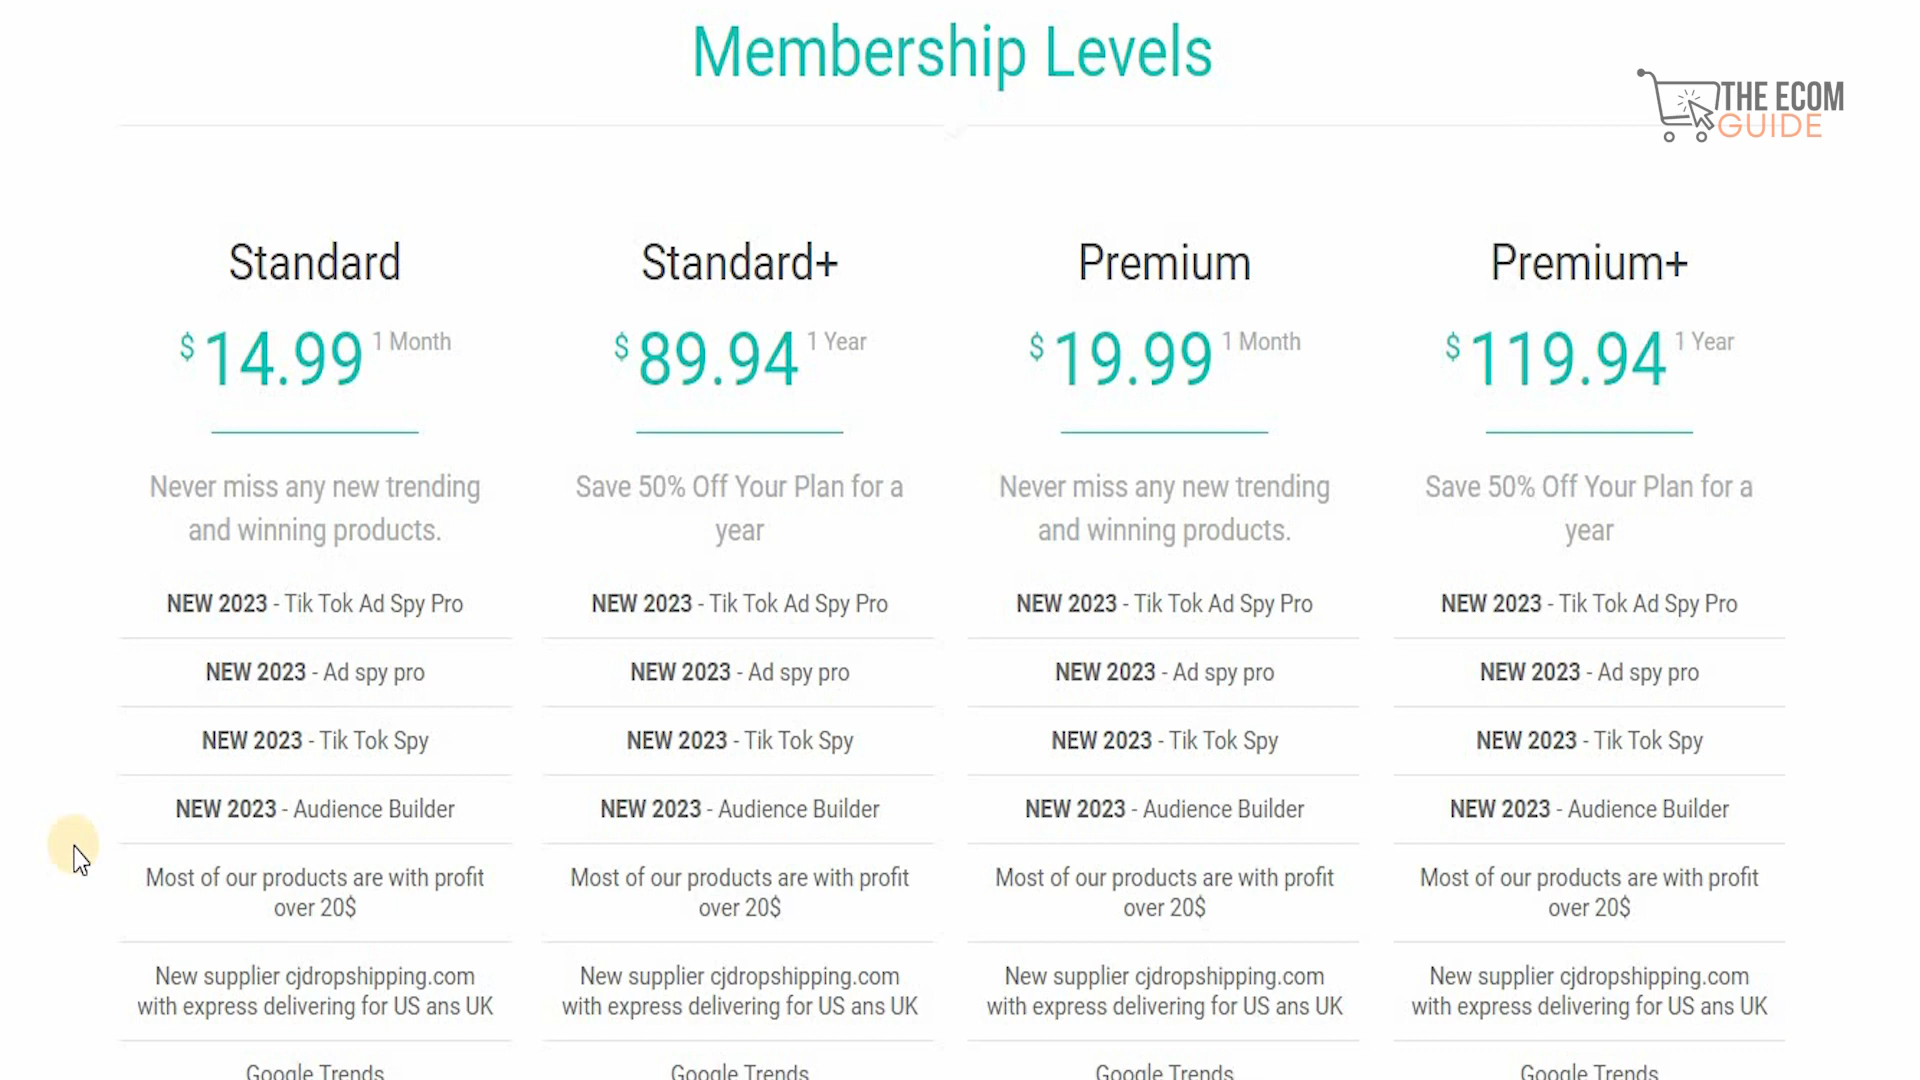 Membership Levels
THE ECOM
GUIDE
Standard
$ 14.99 1 Month
Never miss any new trending
and winning products.
NEW 2023 - Tik Tok Ad Spy Pro
NEW 2023 - Ad spy pro
NEW 2023 - Tik Tok Spy
NEW 2023 - Audience Builder
Most of our products are with profit
over 20$
New supplier cjdropshipping.com
with express delivering for US ans UK
Google Trends
Standard+
$ 89.94 1 Year
Save 50% Off Your Plan for a
year
NEW 2023 - Tik Tok Ad Spy Pro
NEW 2023 - Ad spy pro
NEW 2023 - Tik Tok Spy
NEW 2023 - Audience Builder
Most of our products are with profit
over 20$
New supplier cjdropshipping.com
with express delivering for US ans UK
Google Trends
Premium
$ 19.99 1 Month
Never miss any new trending
and winning products.
NEW 2023 - Tik Tok Ad Spy Pro
NEW 2023 - Ad spy pro
NEW 2023 - Tik Tok Spy
NEW 2023 - Audience Builder
Most of our products are with profit
over 20$
New supplier cjdropshipping.com
with express delivering for US ans UK
Google Trends
Premium+
$ 119.94 1 Year
Save 50% Off Your Plan for a
year
NEW 2023 - Tik Tok Ad Spy Pro
NEW 2023 - Ad spy pro
NEW 2023 - Tik Tok Spy
NEW 2023 - Audience Builder
Most of our products are with profit
over 20$
New supplier cjdropshipping.com
with express delivering for US ans UK
Google Trends